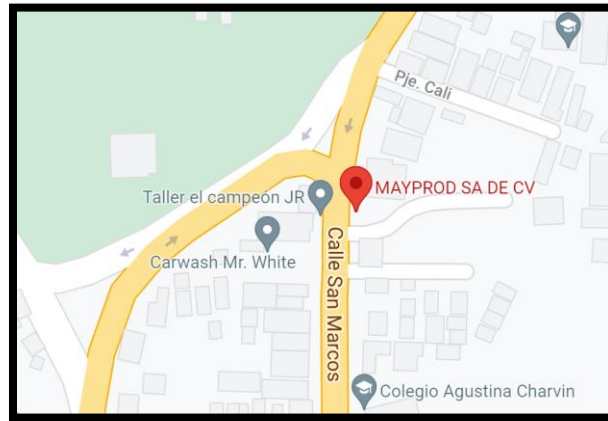 Pje. Cali
MAYPROD SA DE CV
Taller el campeón JR
Calle San Marcos
Carwash Mr. White
Colegio Agustina Charvin